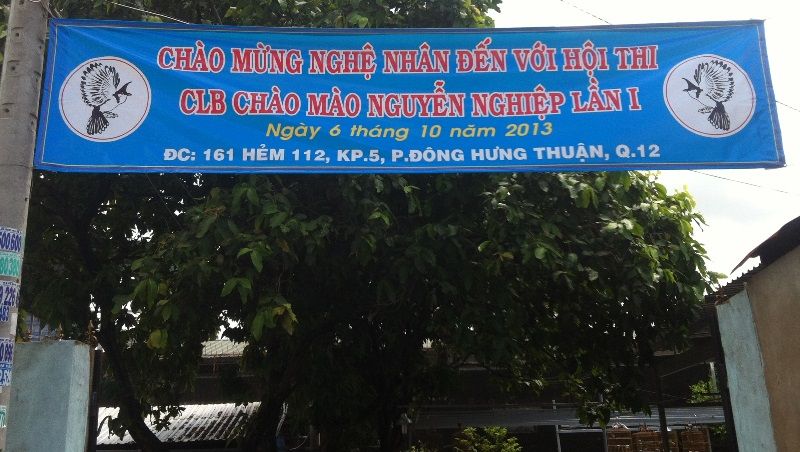 CHÀO MỪNG NGHỆ NHÂN ĐẾN VỚI HỘI THI
CLB CHÀO MÀO NGUYỄN NGHIỆP LẦN I
Ngày 6 tháng 10 năm 2013
ĐC: 161 HẺM 112, KP.5, P.ĐÔNG HƯNG THUẬN, Q.12